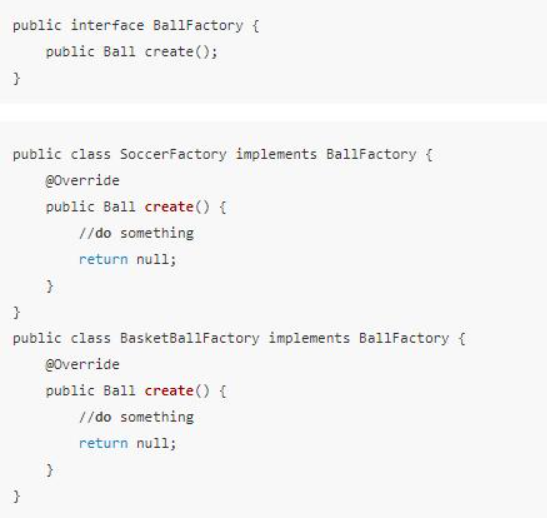 public interface BallFactory {
    public Ball create();
}
public class SoccerFactory implements BallFactory {
    @Override
    public Ball create() {
        //do something
        return null;
    }
}
public class BasketBallFactory implements BallFactory {
    @Override
    public Ball create() {
        //do something
        return null;
    }
}